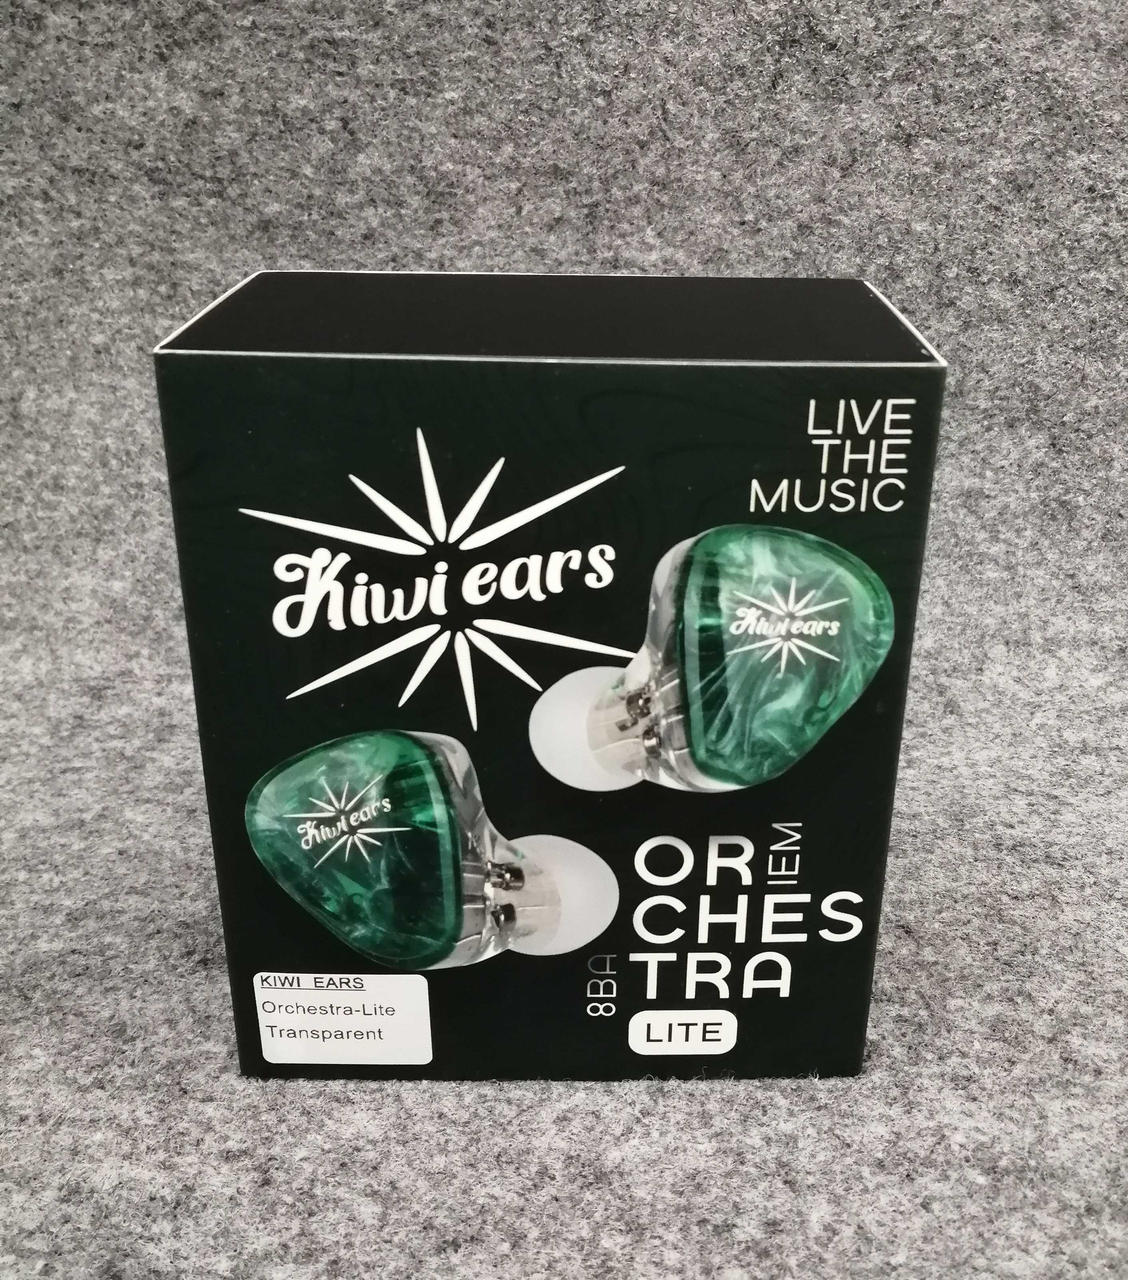 LIVE
THE
MUSIC
Kiwi ears
Kiwi ears
Kiwi ears
OR
IEM
CHES
8BA
TRA
LITE
KIWI EARS
Orchestra-Lite
Transparent